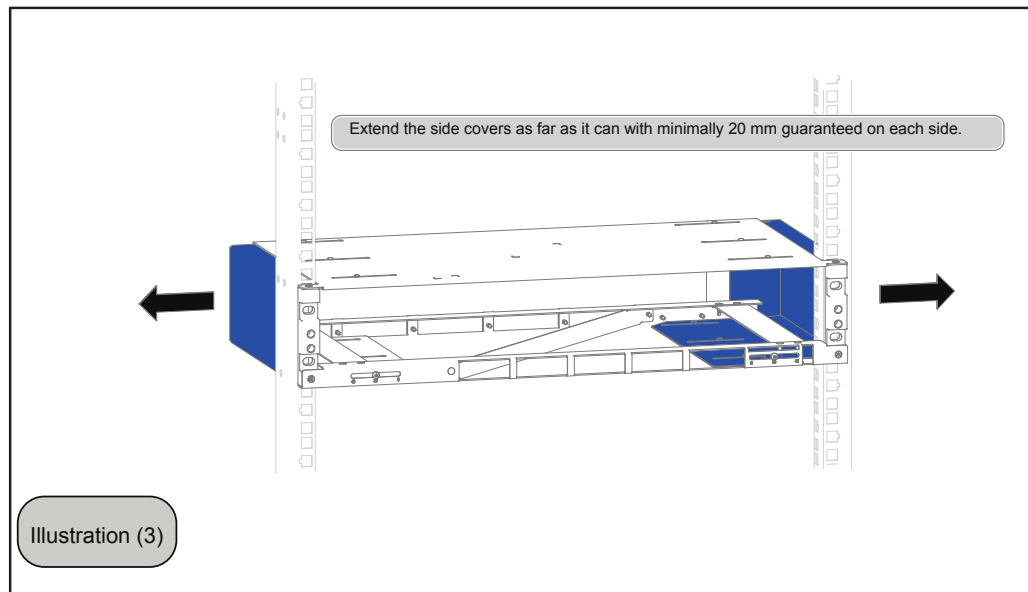 Extend the side covers as far as it can with minimally 20 mm guaranteed on each side.
Illustration (3)